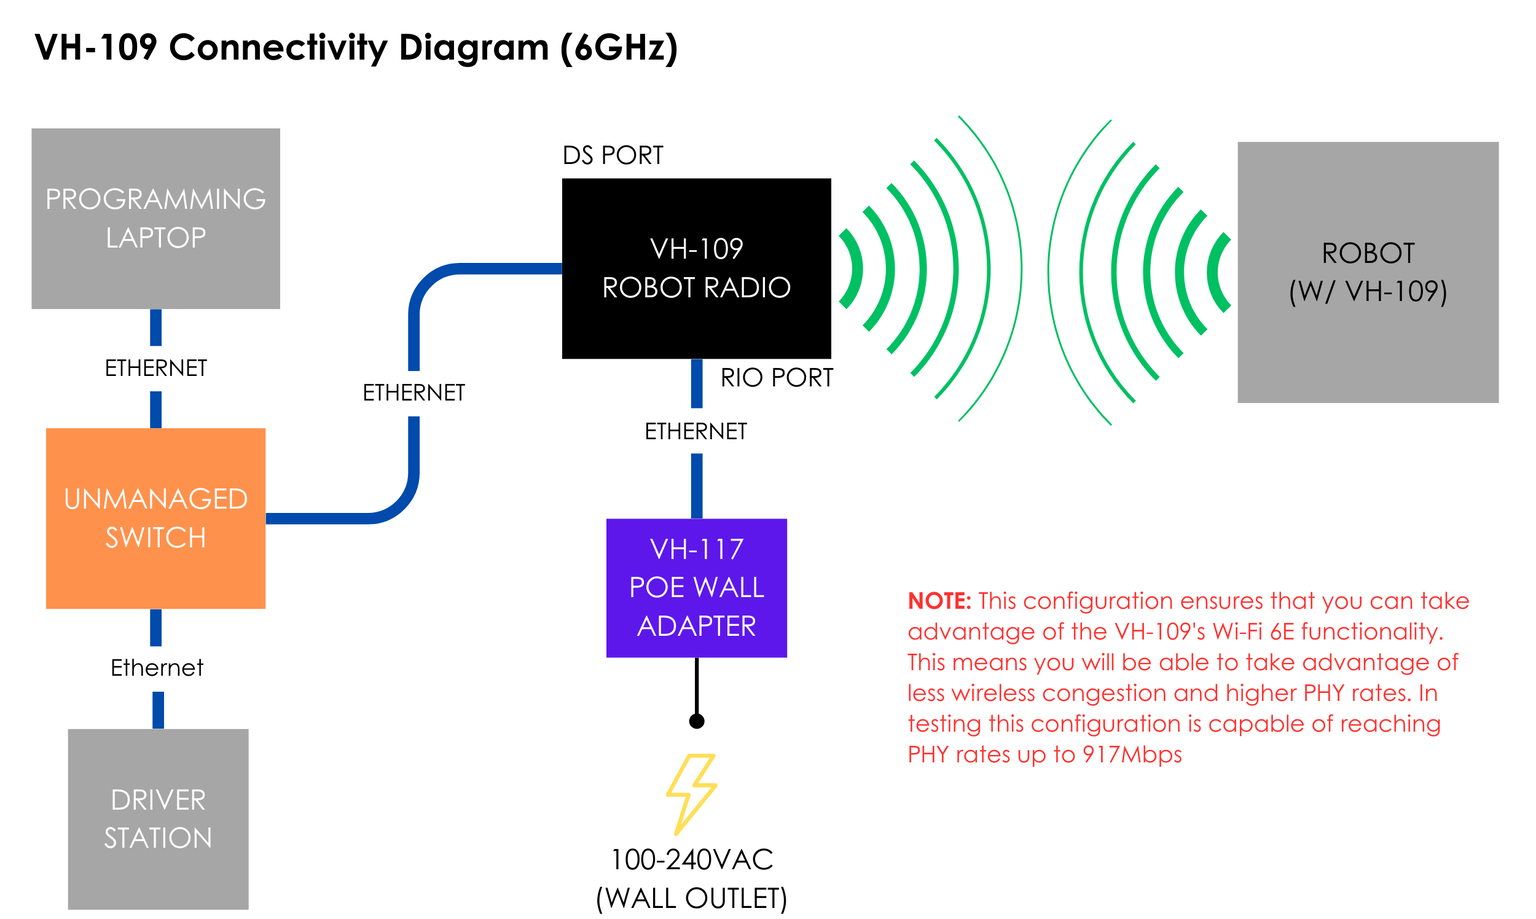 VH-109 Connectivity Diagram (6GHz)
PROGRAMMING
LAPTOP
ETHERNET
UNMANAGED
SWITCH
Ethernet
DRIVER
STATION
ETHERNET
DS PORT
VH-109
ROBOT RADIO
RIO PORT
ETHERNET
VH-117
POE WALL
ADAPTER
100-240VAC
(WALL OUTLET)
ROBOT
(W/ VH-109)
NOTE: This configuration ensures that you can take
advantage of the VH-109's Wi-Fi 6E functionality.
This means you will be able to take advantage of
less wireless congestion and higher PHY rates. In
testing this configuration is capable of reaching
PHY rates up to 917Mbps